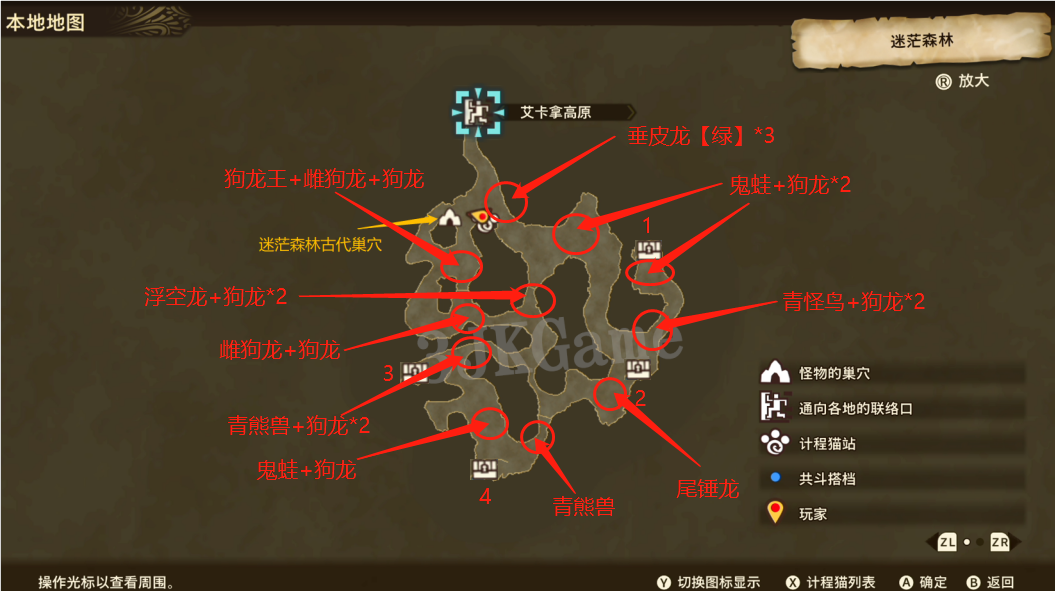 本地地图
迷茫森林
R 放大
艾卡拿高原
垂皮龙【绿】*3
狗龙王+雌狗龙+狗龙
鬼蛙+狗龙*2
1
迷茫森林古代巢穴
浮空龙+狗龙*2
青怪鸟+狗龙*2
3DKGame
雌狗龙+狗龙
3
怪物的巢穴
2
通向各地的联络口
青熊兽+狗龙*2
计程猫站
鬼蛙+狗龙
共斗搭档
尾锤龙
4
青熊兽
玩家
ZL
ZR
操作光标以查看周围。
Y 切换图标显示
X 计程猫列表
A 确定
B 返回